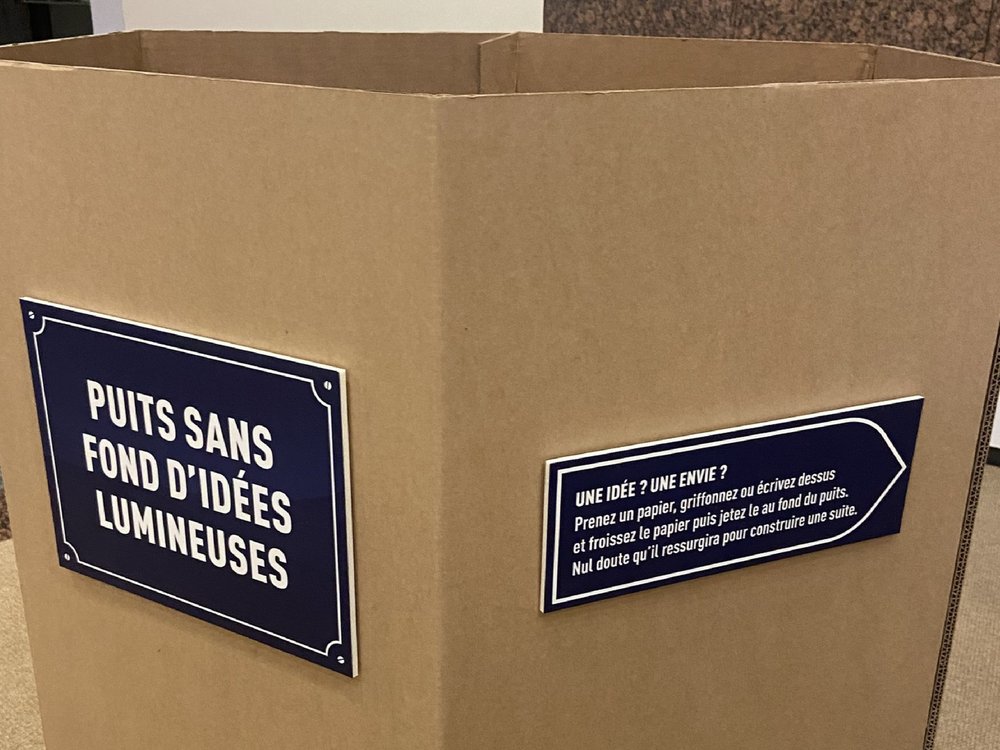 PUITS SANS
FOND D'IDÉES
LUMINEUSES
UNE IDÉE ? UNE ENVIE ?
Prenez un papier, griffonnez ou écrivez dessus
et froissez le papier puis jetez le au fond du puits.
Nul doute qu'il ressurgira pour construire une suite.